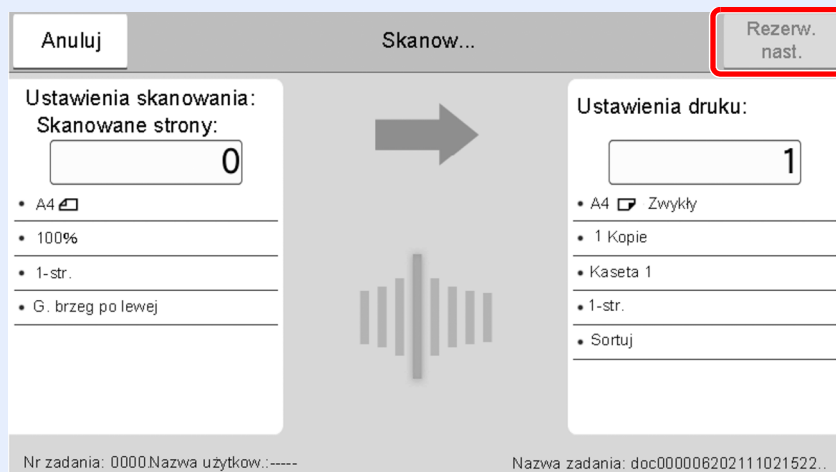 Anuluj
Skanow...
Rezerw.
nast.
Ustawienia skanowania:
Skanowane strony:
0
• A4
• 100%
• 1-str.
• G. brzeg po lewej
Ustawienia druku:
1
• A4 Zwykły
• 1 Kopie
• Kaseta 1
• 1-str.
• Sortuj
Nr zadania: 0000.Nazwa użytkow.:-----
Nazwa zadania: doc000006202111021522..